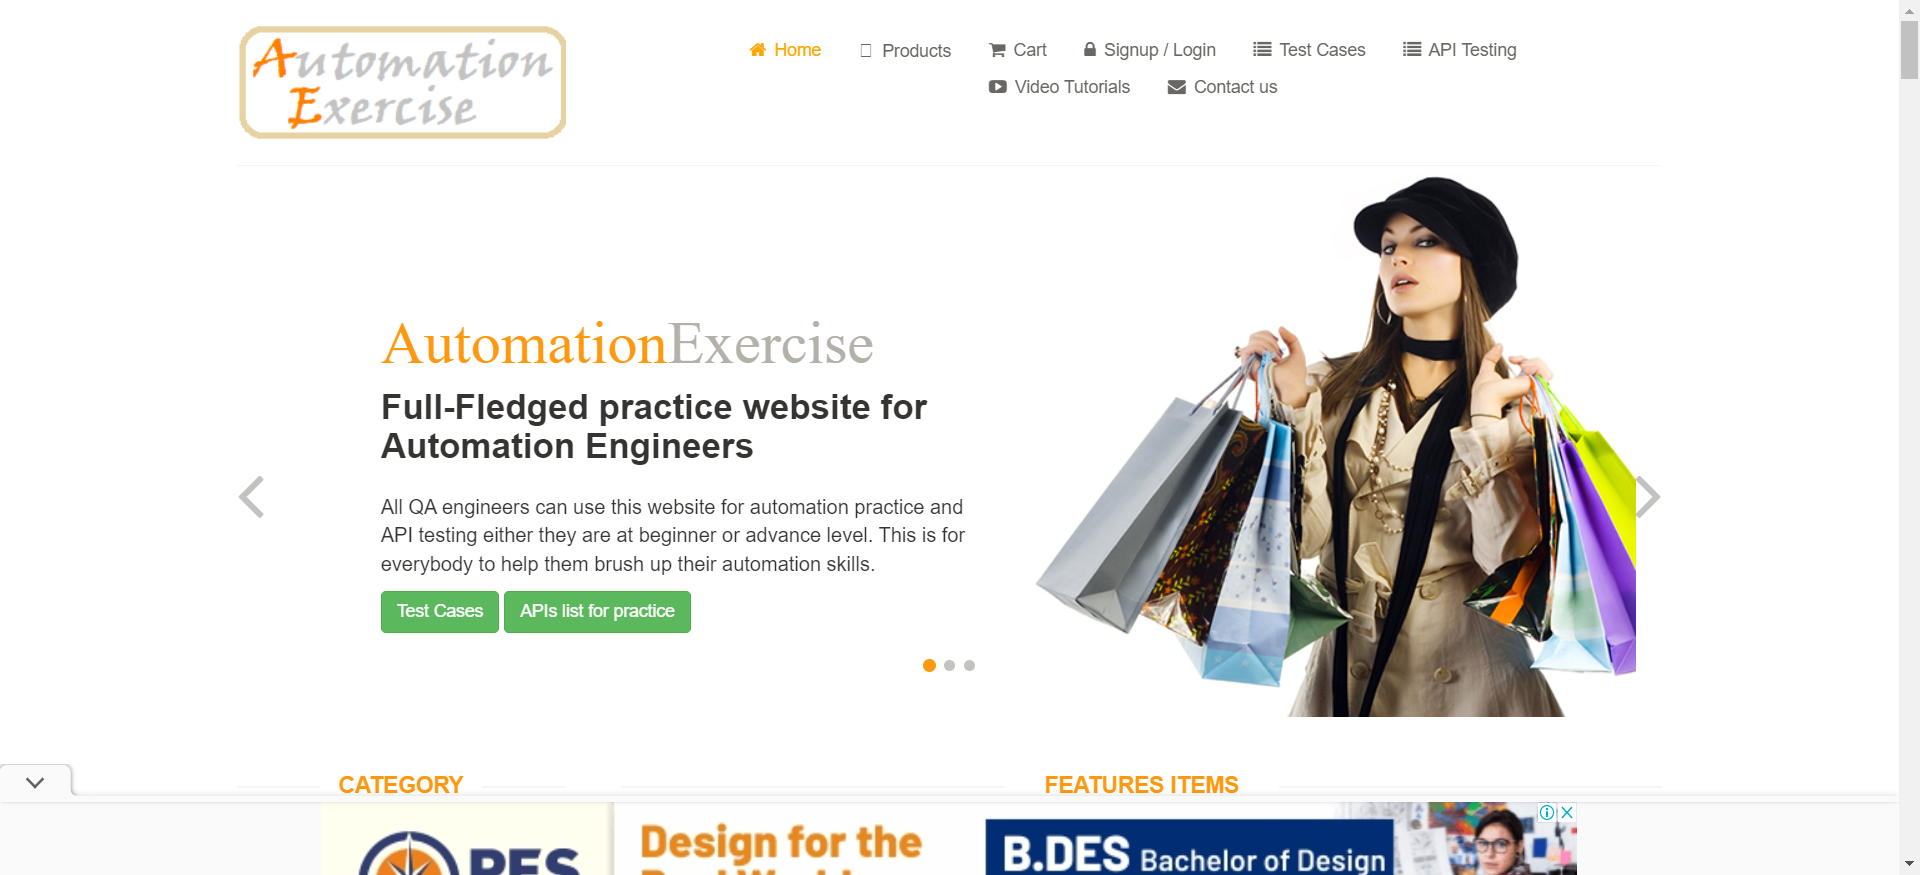 Automation
Exercise
Home
Products
Cart
Signup / Login
Test Cases
API Testing
Video Tutorials
Contact us
AutomationExercise
Full-Fledged practice website for
Automation Engineers
All QA engineers can use this website for automation practice and
API testing either they are at beginner or advance level. This is for
everybody to help them brush up their automation skills.
Test Cases
APIs list for practice
CATEGORY
FEATURES ITEMS
PES
Design for the
B.DES Bachelor of Design